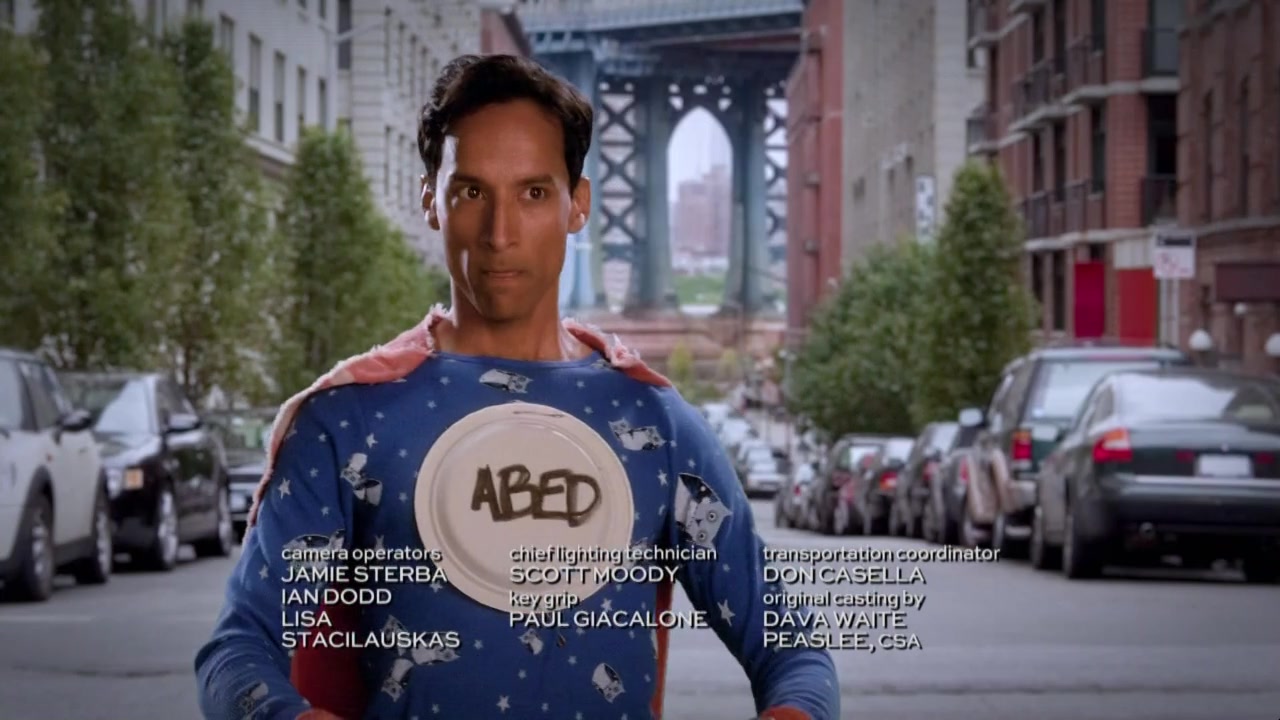 ABED
camera operators
JAMIE STERBA
IAN DODD
LISA
STACILAUSKAS
chief lighting technician
SCOTT MOODY
key grip
PAUL GIACALONE
transportation coordinator
DON CASELLA
original casting by
DAVA WAITE
PEASLEE, CSA